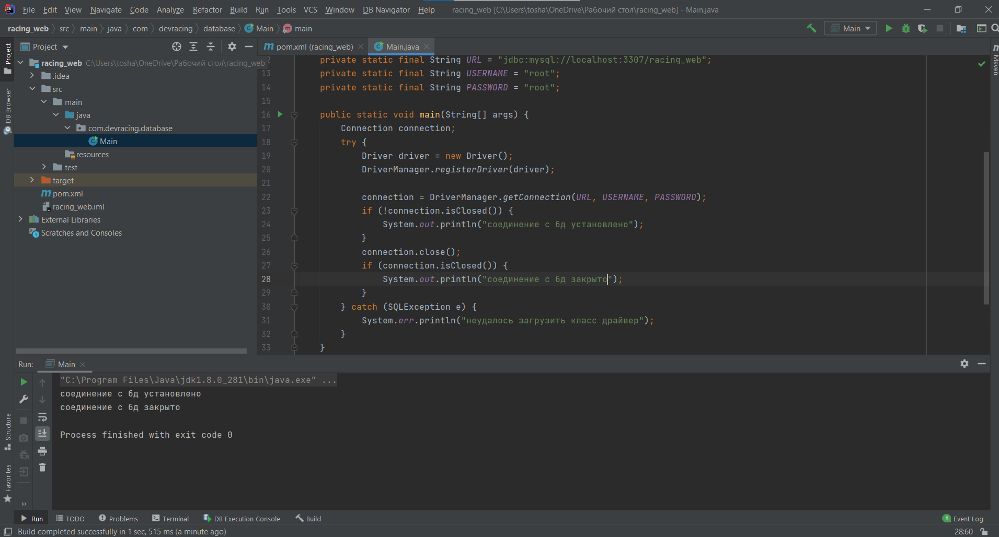 File Edit View Navigate Code Analyze Refactor Build Run Tools VCS Window DB Navigator Help racing_web [C:\Users\tosha\OneDrive\Рабочий стол\racing_web] - Main.java
racing_web src main java com devracing database Main main
Main
Project
pom.xml (racing_web)
Main.java
racing_web C:\Users\tosha\OneDrive\Рабочий стол\racing_web
.idea
src
main
java
com.devracing.database
Main
resources
test
target
pom.xml
racing_web.iml
External Libraries
Scratches and Consoles
Project
DB Browser
Structure
Favorites
Maven
private static final String URL = "jdbc:mysql://localhost:3307/racing_web";
13 private static final String USERNAME = "root";
14 private static final String PASSWORD = "root";
15
16 public static void main(String[] args) {
17 Connection connection;
18 try {
19 Driver driver = new Driver();
20 DriverManager.registerDriver(driver);
21
22 connection = DriverManager.getConnection(URL, USERNAME, PASSWORD);
23 if (!connection.isClosed()) {
24 System.out.println("соединение с бд установлено");
25 }
26 connection.close();
27 if (connection.isClosed()) {
28 System.out.println("соединение с бд закрыто");
29 }
30 } catch (SQLException e) {
31 System.err.println("неудалось загрузить класс драйвер");
32 }
33 }
Run: Main
"C:\Program Files\Java\jdk1.8.0_281\bin\java.exe" ...
соединение с бд установлено
соединение с бд закрыто
Process finished with exit code 0
Run TODO Problems Terminal DB Execution Console Build 1 Event Log
Build completed successfully in 1 sec, 515 ms (a minute ago) 28:60